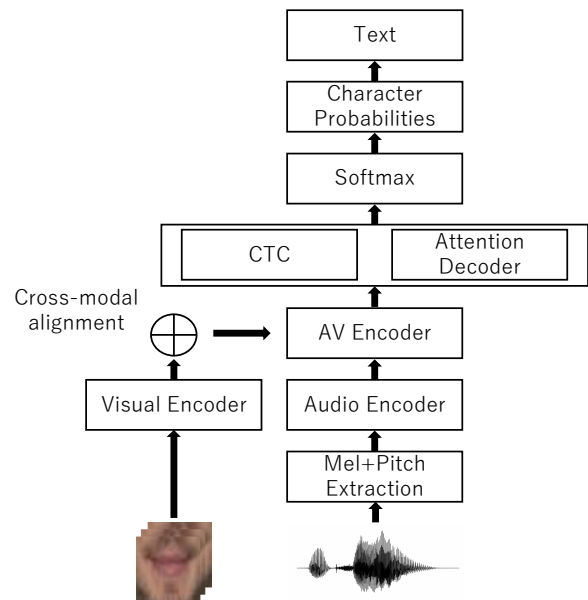 Text
Character
Probabilities
Softmax
CTC
Attention
Decoder
Cross-modal
alignment
AV Encoder
Visual Encoder
Audio Encoder
Mel+Pitch
Extraction